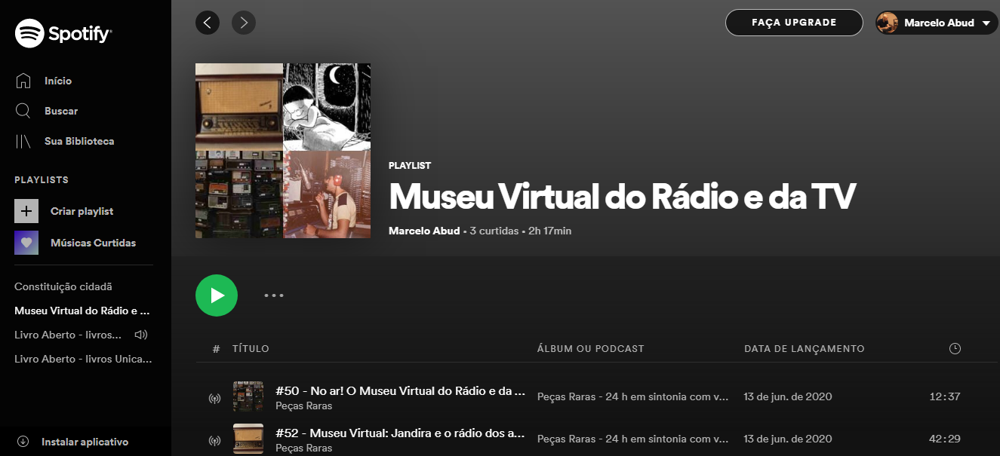 Spotify®
FAÇA UPGRADE
Marcelo Abud
Início
Buscar
Sua Biblioteca
PLAYLISTS
Criar playlist
Músicas Curtidas
Constituição cidadã
Museu Virtual do Rádio e ...
Livro Aberto - livros...
Livro Aberto - livros Unica...
Instalar aplicativo
PLAYLIST
Museu Virtual do Rádio e da TV
Marcelo Abud • 3 curtidas • 2h 17min
# TÍTULO ÁLBUM OU PODCAST DATA DE LANÇAMENTO
#50 - No ar! O Museu Virtual do Rádio e da ... Peças Raras - 24 h em sintonia com v... 13 de jun. de 2020 12:37
Peças Raras
#52 - Museu Virtual: Jandira e o rádio dos a... Peças Raras - 24 h em sintonia com v... 13 de jun. de 2020 42:29
Peças Raras